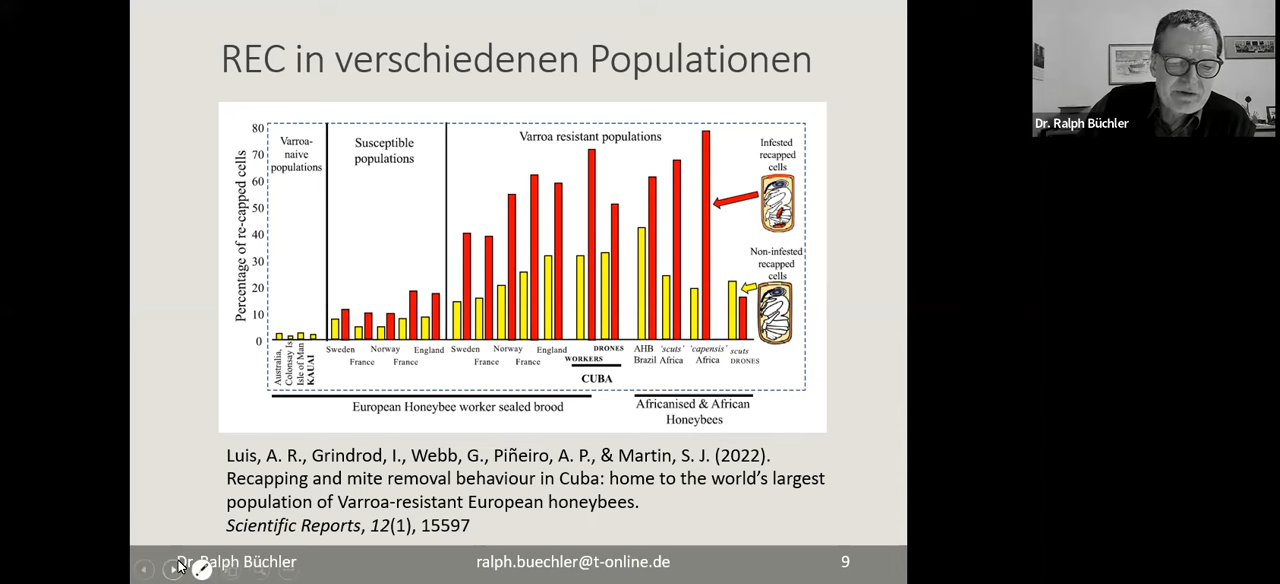 REC in verschiedenen Populationen
Dr. Ralph Büchler
80
70
60
50
40
30
20
10
0
Percentage of re-capped cells
Varroa-
naive
populations
Susceptible
populations
Varroa resistant populations
Infested
recapped
cells
Non-infested
recapped
cells
Australia,
Colonsay Is
Isle of Man
KAUAI
Sweden
France
Norway
France
England
Sweden
France
Norway
France
England
WORKERS
DRONES
CUBA
AHB
Brazil
'scuts'
Africa
'capensis'
Africa
scuts
DRONES
European Honeybee worker sealed brood
Africanised & African
Honeybees
Luis, A. R., Grindrod, I., Webb, G., Piñeiro, A. P., & Martin, S. J. (2022).
Recapping and mite removal behaviour in Cuba: home to the world's largest
population of Varroa-resistant European honeybees.
Scientific Reports, 12(1), 15597
Dr. Ralph Büchler
ralph.buechler@t-online.de
9